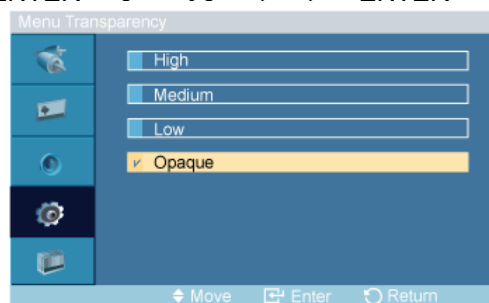 Menu Transparency
High
Medium
Low
Opaque
Move Enter Return